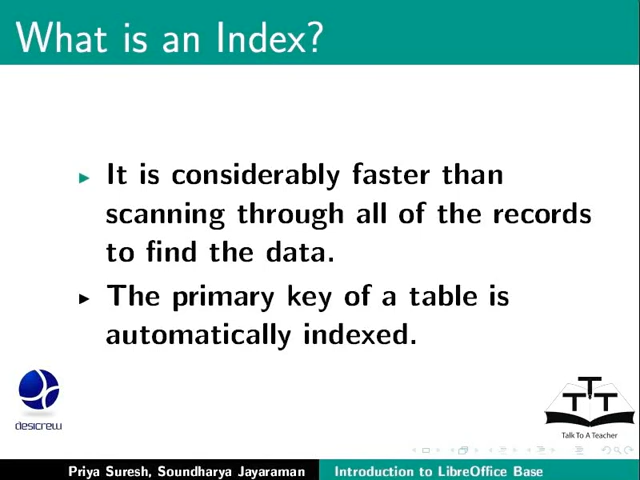 What is an Index?
It is considerably faster than
scanning through all of the records
to find the data.
The primary key of a table is
automatically indexed.
desicrew
T T T
Talk To A Teacher
Priya Suresh, Soundharya Jayaraman
Introduction to LibreOffice Base